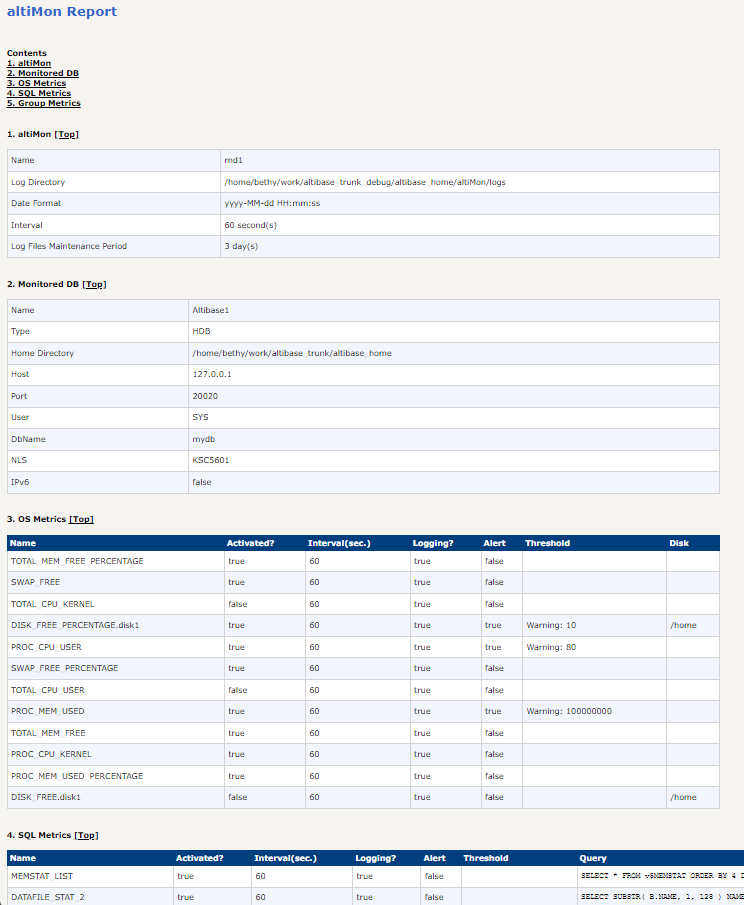 altiMon Report
Contents
1. altiMon
2. Monitored DB
3. OS Metrics
4. SQL Metrics
5. Group Metrics
1. altiMon [Top]
Name rnd1
Log Directory /home/bethy/work/altibase_trunk_debug/altibase_home/altiMon/logs
Date Format yyyy-MM-dd HH:mm:ss
Interval 60 second(s)
Log Files Maintenance Period 3 day(s)
2. Monitored DB [Top]
Name Altibase1
Type HDB
Home Directory /home/bethy/work/altibase_trunk/altibase_home
Host 127.0.0.1
Port 20020
User SYS
DbName mydb
NLS KSC5601
IPv6 false
3. OS Metrics [Top]
Name Activated? Interval(sec.) Logging? Alert Threshold Disk
TOTAL_MEM_FREE_PERCENTAGE true 60 true false
SWAP_FREE true 60 true false
TOTAL_CPU_KERNEL false 60 true false
DISK_FREE_PERCENTAGE.disk1 true 60 true true Warning: 10 /home
PROC_CPU_USER true 60 true true Warning: 80
SWAP_FREE_PERCENTAGE true 60 true false
TOTAL_CPU_USER false 60 true false
PROC_MEM_USED true 60 true true Warning: 100000000
TOTAL_MEM_FREE true 60 true false
PROC_CPU_KERNEL true 60 true false
PROC_MEM_USED_PERCENTAGE true 60 true false
DISK_FREE.disk1 false 60 true false /home
4. SQL Metrics [Top]
Name Activated? Interval(sec.) Logging? Alert Threshold Query
MEMSTAT_LIST true 60 true false SELECT * FROM v$MEMSTAT ORDER BY 4 D
DATAFILE_STAT_2 true 60 true false SELECT SUBSTR( B.NAME, 1, 128 ) NAME